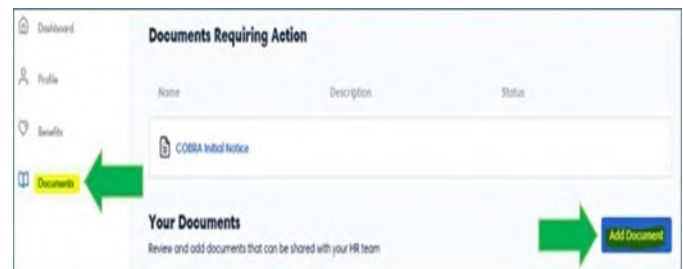 Dashboard
Documents Requiring Action
Profile
Name Description Status
Benefits
COBRA Initial Notice
Documents
Your Documents
Add Document
Review and add documents that can be shared with your HR team